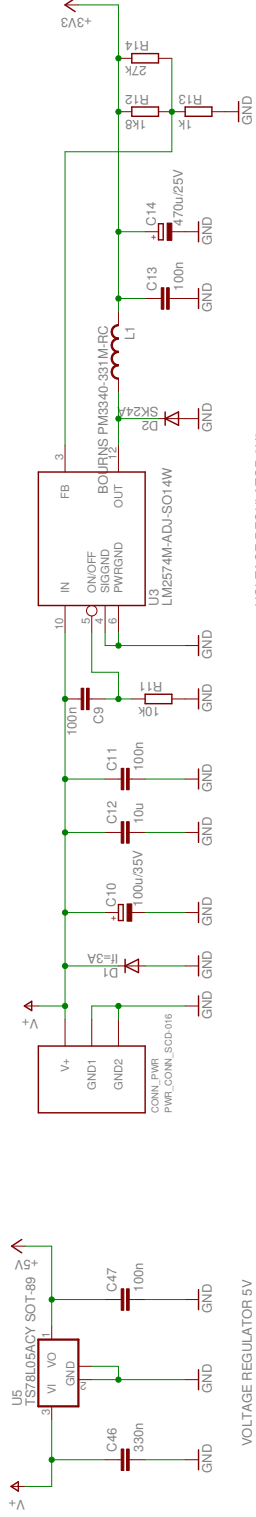 V+
+5V
U5
TS78L05ACY SOT-89
3
VI
VO
1
GND
2
C46
330n
C47
100n
GND
GND
GND
VOLTAGE REGULATOR 5V
V+
V+
GND1
GND2
CONN_PWR
PWR_CONN_SCD-016
GND
D1
If=3A
GND
C10
100u/35V
+
GND
C12
10u
GND
C11
100n
GND
100n
C9
R11
10k
GND
GND
10
IN
5
ON/OFF
4
SIGGND
6
PWRGND
FB
3
OUT
12
U3
LM2574M-ADJ-SO14W
BOURNS PM3340-331M-RC
L1
D2
SK24A
GND
C13
100n
GND
C14
470u/25V
+
GND
R12
1k8
R14
27k
R13
1k
GND
+3V3